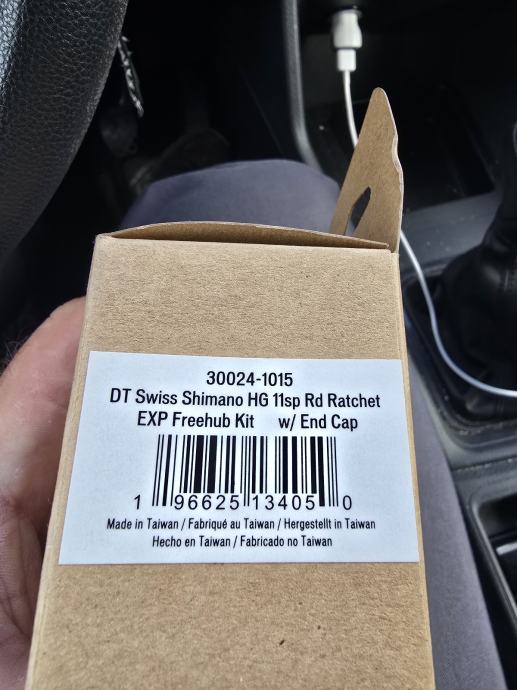 30024-1015
DT Swiss Shimano HG 11sp Rd Ratchet
EXP Freehub Kit w/ End Cap
1 96625 13405 0
Made in Taiwan / Fabriqué au Taiwan / Hergestellt in Taiwan
Hecho en Taiwan / Fabricado no Taiwan